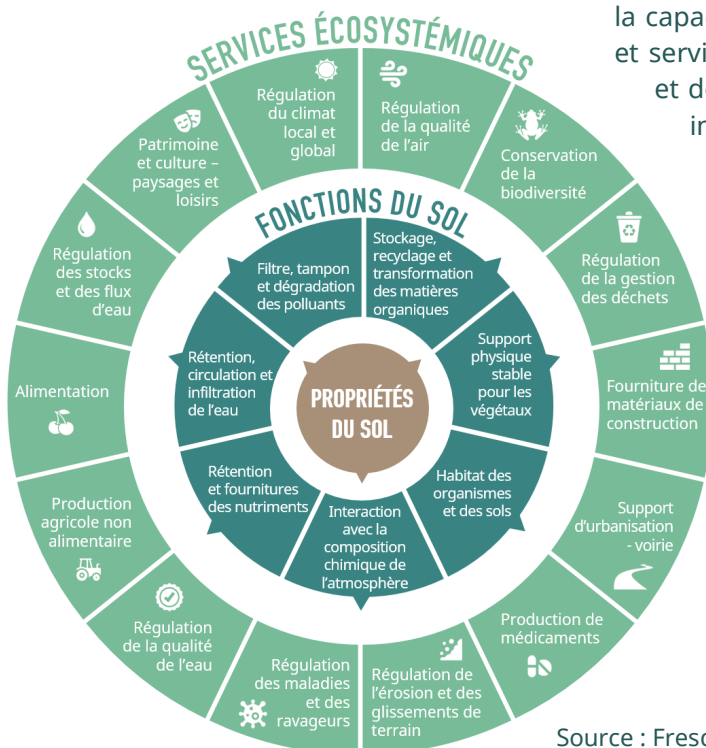 la capa
et servi
et de
in
SERVICES ÉCOSYSTÉMIQUES
Régulation
du climat
local et
global
Régulation
de la qualité
de l’air
Conservation
de la
biodiversité
Régulation
de la gestion
des déchets
Fourniture de
matériaux de
construction
Support
d’urbanisation
- voirie
Production de
médicaments
Régulation de
l’érosion et des
glissements de
terrain
Régulation
des maladies
et des
ravageurs
Régulation
de la qualité
de l’eau
Production
agricole non
alimentaire
Alimentation
Régulation
des stocks
et des flux
d’eau
Patrimoine
et culture –
paysages et
loisirs
FONCTIONS DU SOL
Stockage,
recyclage et
transformation
des matières
organiques
Support
physique
stable
pour les
végétaux
Habitat des
organismes
et des sols
Interaction
avec la
composition
chimique de
l’atmosphère
Rétention
et fournitures
des nutriments
Rétention,
circulation et
infiltration
de l’eau
Filtre, tampon
et dégradation
des polluants
PROPRIÉTÉS
DU SOL
Source : Fresq